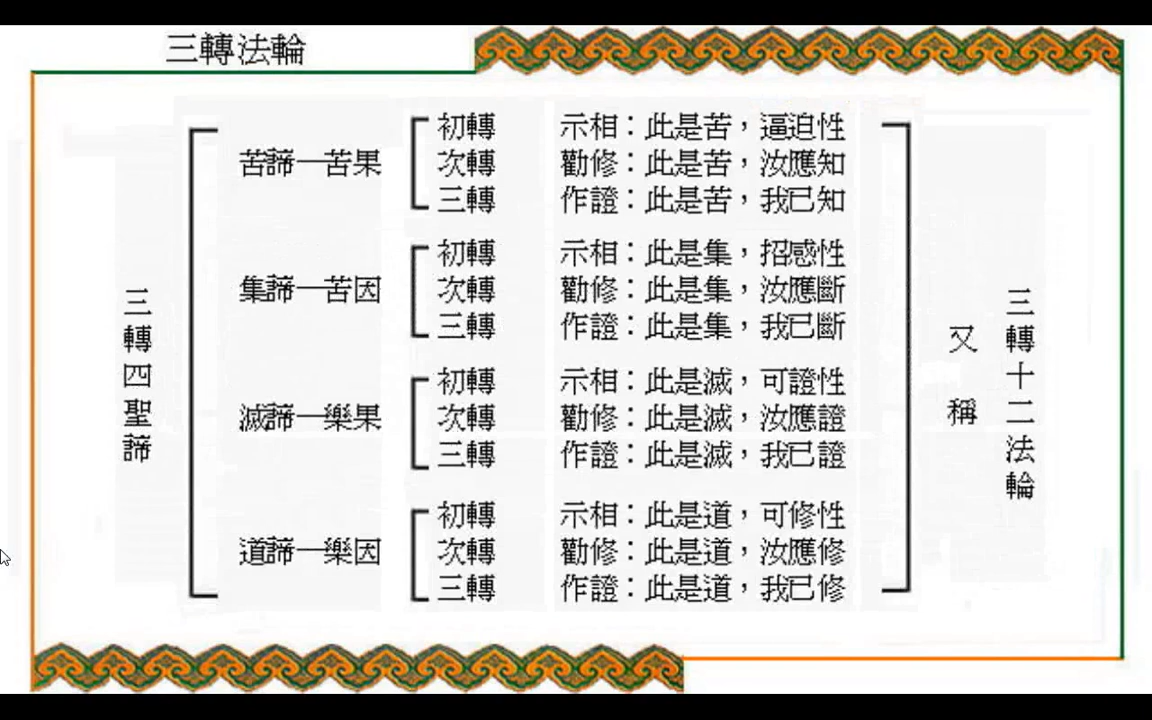 三轉法輪
三轉四聖諦
苦諦—苦果
初轉 示相：此是苦，逼迫性
次轉 勸修：此是苦，汝應知
三轉 作證：此是苦，我已知
集諦—苦因
初轉 示相：此是集，招感性
次轉 勸修：此是集，汝應斷
三轉 作證：此是集，我已斷
滅諦—樂果
初轉 示相：此是滅，可證性
次轉 勸修：此是滅，汝應證
三轉 作證：此是滅，我已證
道諦—樂因
初轉 示相：此是道，可修性
次轉 勸修：此是道，汝應修
三轉 作證：此是道，我已修
又稱
三轉十二法輪